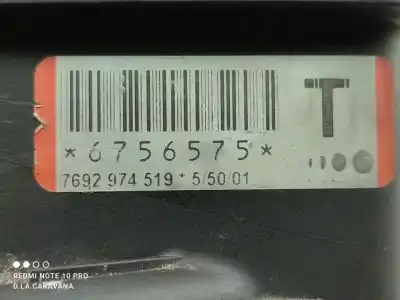 T
*6756575*
7692 974 519 * 5/50/01
REDMI NOTE 10 PRO
D.LA CARAVANA